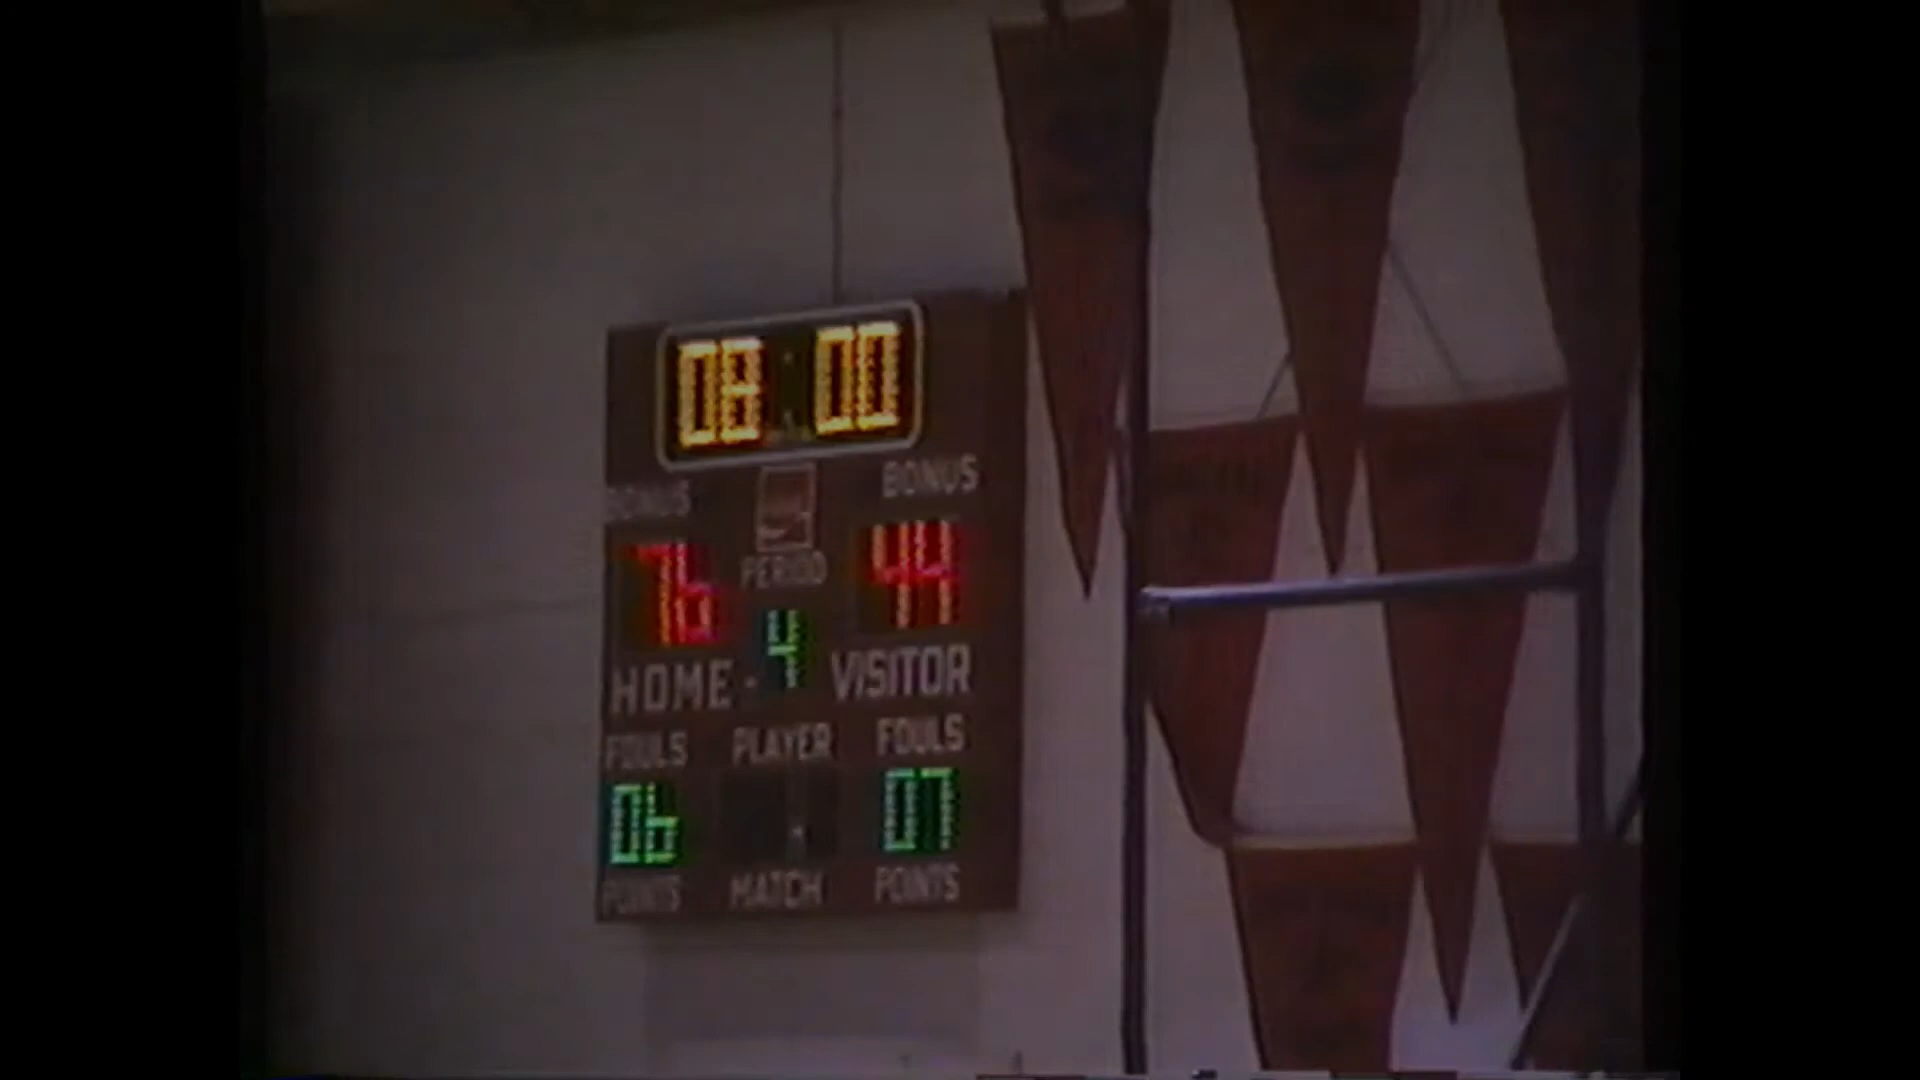 08:00
BONUS BONUS
PERIOD
76 4 44
HOME VISITOR
FOULS PLAYER FOULS
06 07
POINTS MATCH POINTS